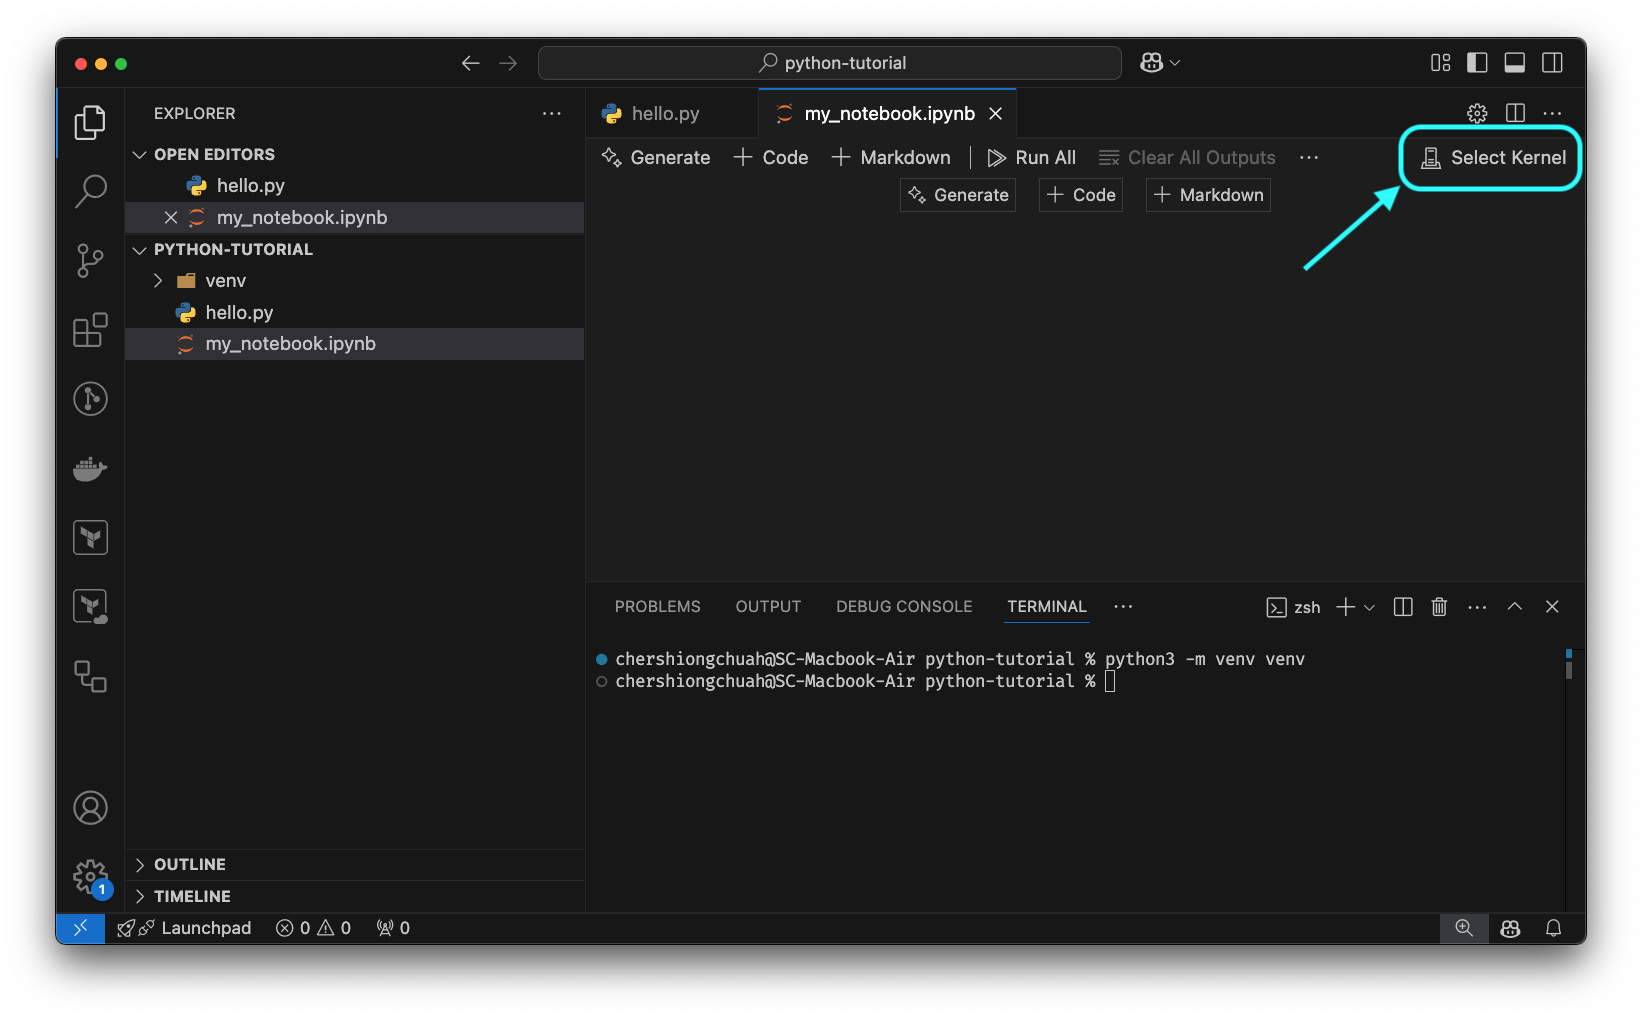 python-tutorial
EXPLORER
OPEN EDITORS
hello.py
my_notebook.ipynb
PYTHON-TUTORIAL
venv
hello.py
my_notebook.ipynb
OUTLINE
TIMELINE
hello.py
my_notebook.ipynb
Generate
Code
Markdown
Run All
Clear All Outputs
Select Kernel
Generate
Code
Markdown
PROBLEMS
OUTPUT
DEBUG CONSOLE
TERMINAL
zsh
chershiongchuah@SC-Macbook-Air python-tutorial % python3 -m venv venv
chershiongchuah@SC-Macbook-Air python-tutorial %
1
Launchpad
0
0
0